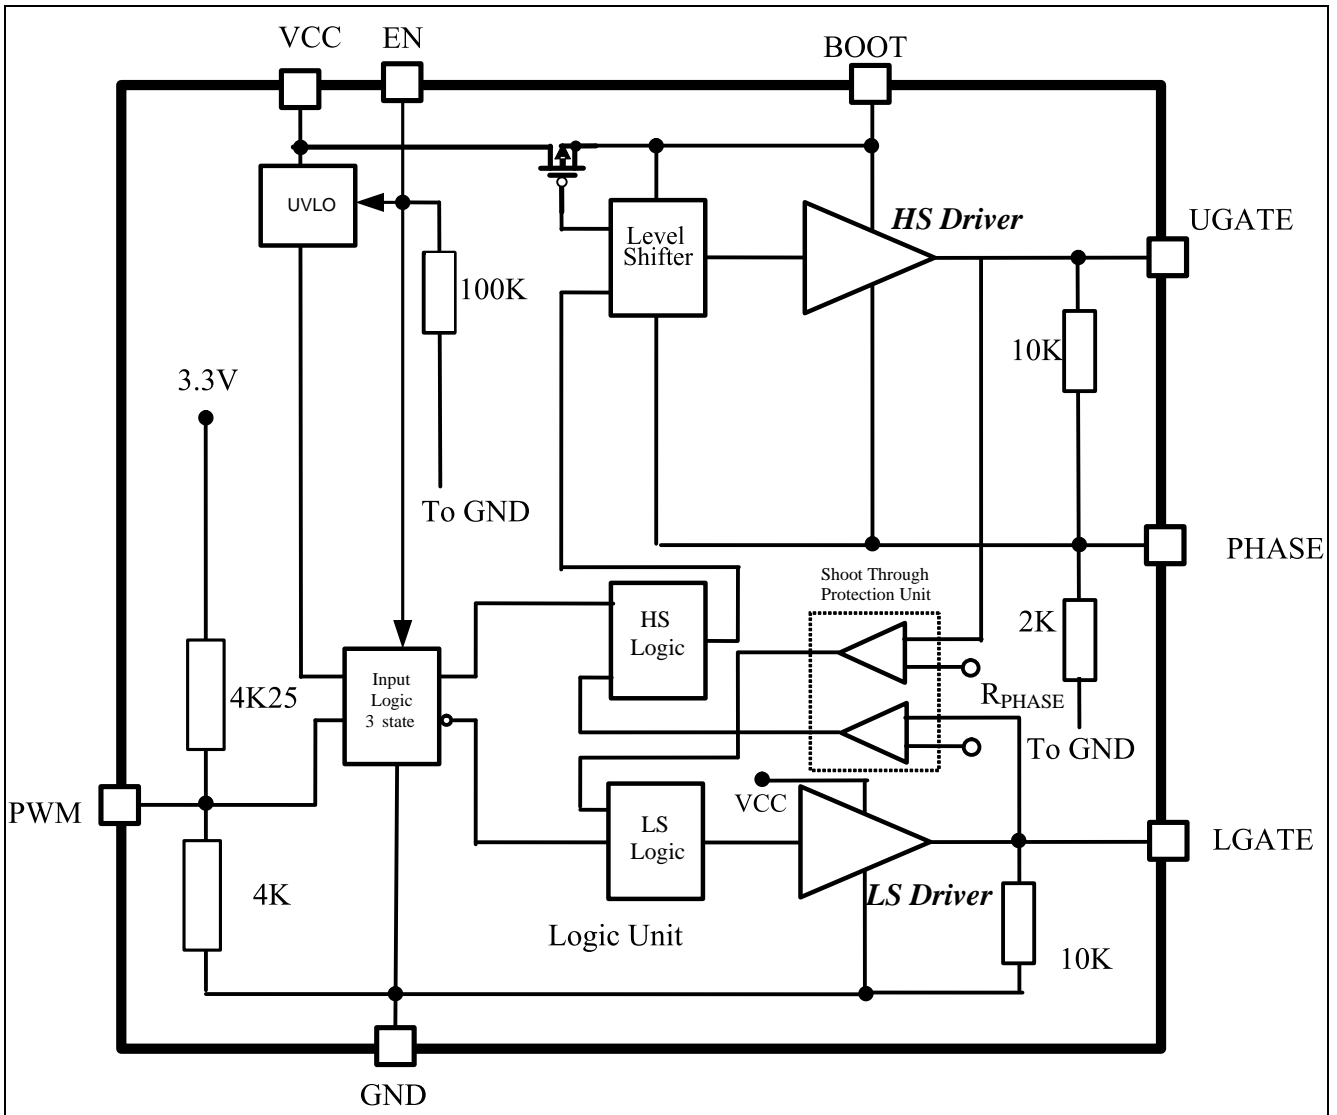 VCC
EN
BOOT
UGATE
HS Driver
UVLO
Level
Shifter
100K
10K
3.3V
To GND
PHASE
Shoot Through
Protection Unit
HS
Logic
2K
Input
Logic
3 state
4K25
R_PHASE
To GND
PWM
VCC
LS
Logic
LGATE
4K
LS Driver
Logic Unit
10K
GND